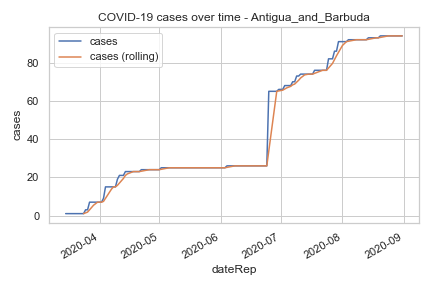 COVID-19 cases over time - Antigua_and_Barbuda
cases
cases (rolling)
80
60
40
20
0
cases
2020-04
2020-05
2020-06
2020-07
2020-08
2020-09
dateRep